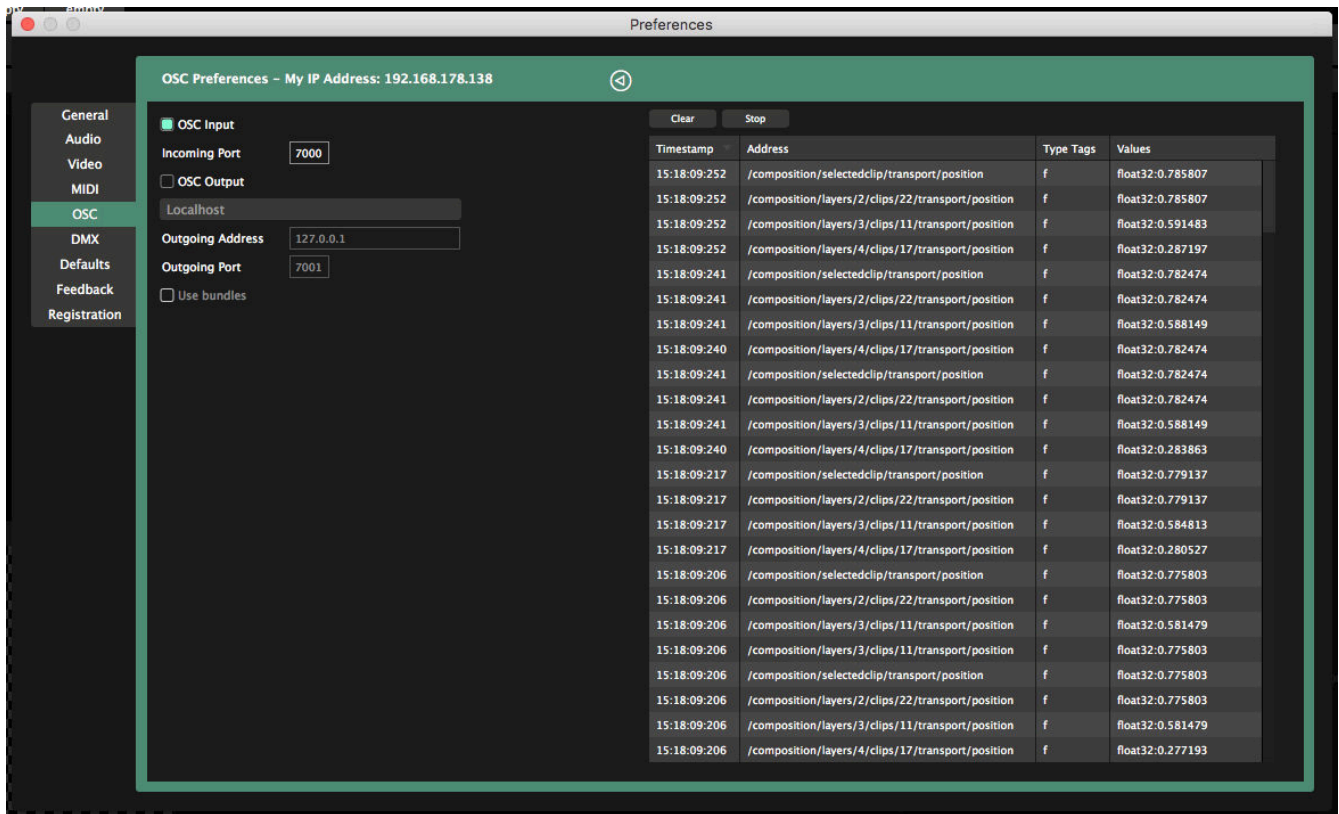 empty
Preferences
OSC Preferences – My IP Address: 192.168.178.138
General
Audio
Video
MIDI
OSC
DMX
Defaults
Feedback
Registration
OSC Input
Incoming Port 7000
OSC Output
Localhost
Outgoing Address 127.0.0.1
Outgoing Port 7001
Use bundles
Clear Stop
Timestamp Address Type Tags Values
15:18:09:252 /composition/selectedclip/transport/position f float32:0.785807
15:18:09:252 /composition/layers/2/clips/22/transport/position f float32:0.785807
15:18:09:252 /composition/layers/3/clips/11/transport/position f float32:0.591483
15:18:09:252 /composition/layers/4/clips/17/transport/position f float32:0.287197
15:18:09:241 /composition/selectedclip/transport/position f float32:0.782474
15:18:09:241 /composition/layers/2/clips/22/transport/position f float32:0.782474
15:18:09:241 /composition/layers/3/clips/11/transport/position f float32:0.588149
15:18:09:240 /composition/layers/4/clips/17/transport/position f float32:0.782474
15:18:09:241 /composition/selectedclip/transport/position f float32:0.782474
15:18:09:241 /composition/layers/2/clips/22/transport/position f float32:0.782474
15:18:09:241 /composition/layers/3/clips/11/transport/position f float32:0.588149
15:18:09:240 /composition/layers/4/clips/17/transport/position f float32:0.283863
15:18:09:217 /composition/selectedclip/transport/position f float32:0.779137
15:18:09:217 /composition/layers/2/clips/22/transport/position f float32:0.779137
15:18:09:217 /composition/layers/3/clips/11/transport/position f float32:0.584813
15:18:09:217 /composition/layers/4/clips/17/transport/position f float32:0.280527
15:18:09:206 /composition/selectedclip/transport/position f float32:0.775803
15:18:09:206 /composition/layers/2/clips/22/transport/position f float32:0.775803
15:18:09:206 /composition/layers/3/clips/11/transport/position f float32:0.581479
15:18:09:206 /composition/layers/3/clips/11/transport/position f float32:0.775803
15:18:09:206 /composition/selectedclip/transport/position f float32:0.775803
15:18:09:206 /composition/layers/2/clips/22/transport/position f float32:0.775803
15:18:09:206 /composition/layers/3/clips/11/transport/position f float32:0.581479
15:18:09:206 /composition/layers/4/clips/17/transport/position f float32:0.277193